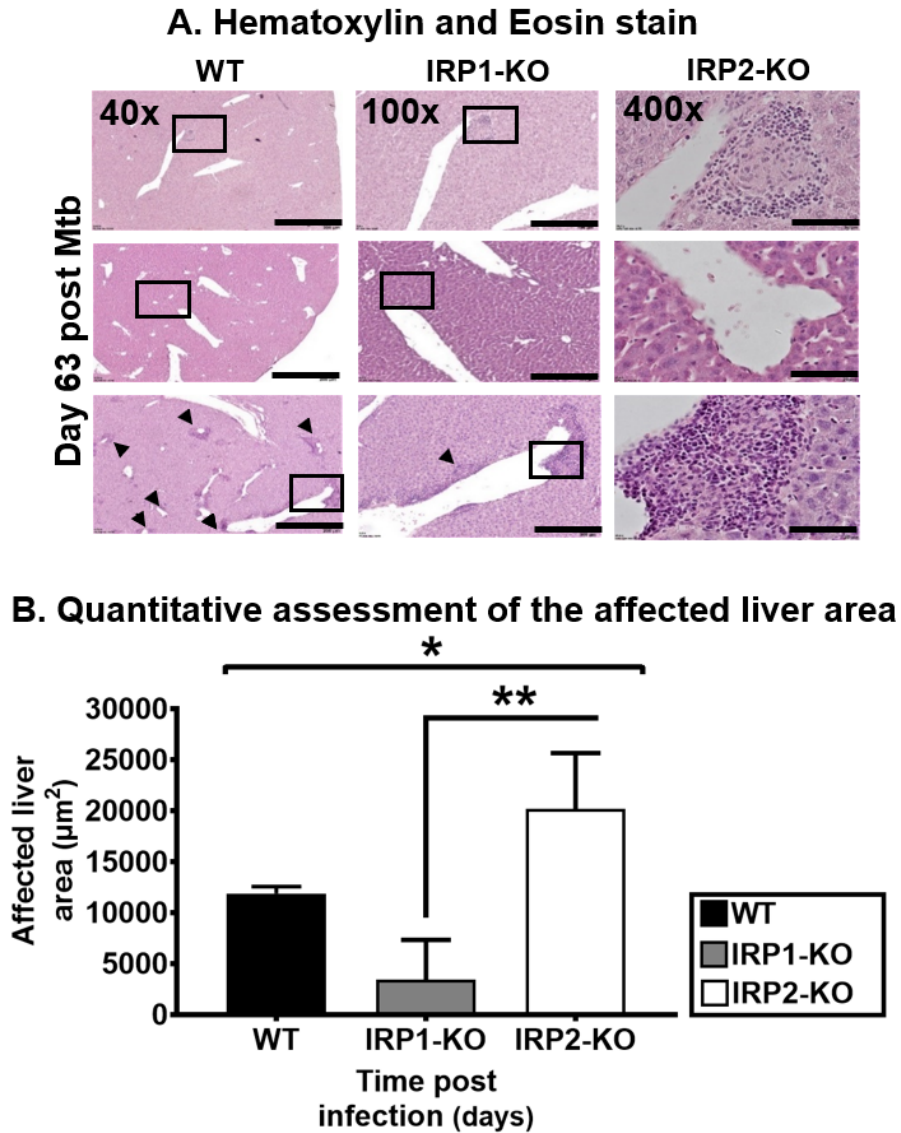 A. Hematoxylin and Eosin stain
WT IRP1-KO IRP2-KO
40x 100x 400x
Day 63 post Mtb
B. Quantitative assessment of the affected liver area
*
**
30000
25000
20000
15000
10000
5000
0
Affected liver
area (µm²)
WT IRP1-KO IRP2-KO
Time post
infection (days)
WT
IRP1-KO
IRP2-KO